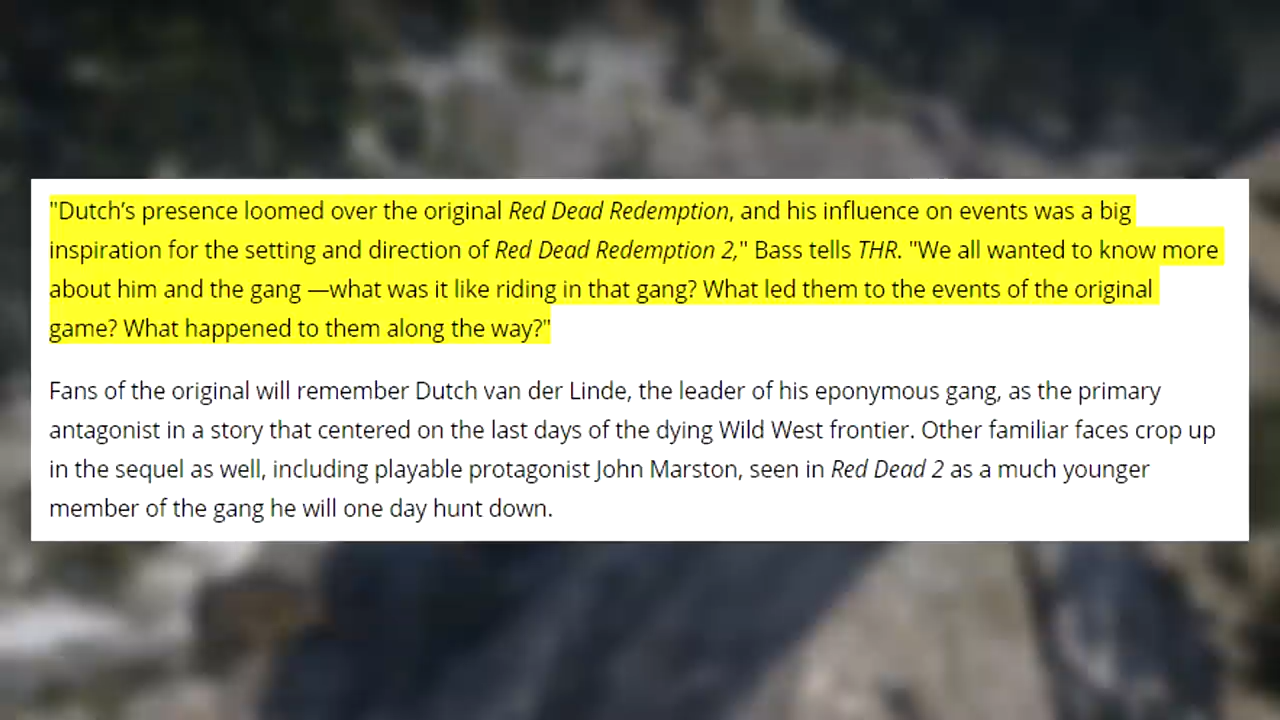 "Dutch’s presence loomed over the original Red Dead Redemption, and his influence on events was a big
inspiration for the setting and direction of Red Dead Redemption 2," Bass tells THR. "We all wanted to know more
about him and the gang —what was it like riding in that gang? What led them to the events of the original
game? What happened to them along the way?"
Fans of the original will remember Dutch van der Linde, the leader of his eponymous gang, as the primary
antagonist in a story that centered on the last days of the dying Wild West frontier. Other familiar faces crop up
in the sequel as well, including playable protagonist John Marston, seen in Red Dead 2 as a much younger
member of the gang he will one day hunt down.